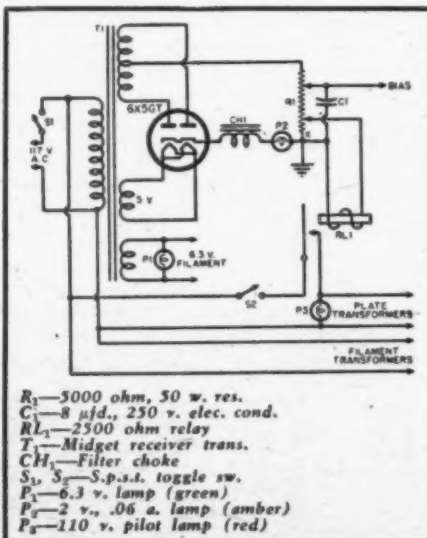 T1
6X5GT
S1
117 V.
A.C.
5 V
CH1
P2
R1
C1
BIAS
RL1
P1
6.3 V.
FILAMENT
S2
P3
PLATE
TRANSFORMERS
FILAMENT
TRANSFORMERS
R₁—5000 ohm, 50 w. res.
C₁—8 μfd., 250 v. elec. cond.
RL₁—2500 ohm relay
T₁—Midget receiver trans.
CH₁—Filter choke
S₁, S₂—S.p.s.t. toggle sw.
P₁—6.3 v. lamp (green)
P₂—2 v., .06 a. lamp (amber)
P₃—110 v. pilot lamp (red)